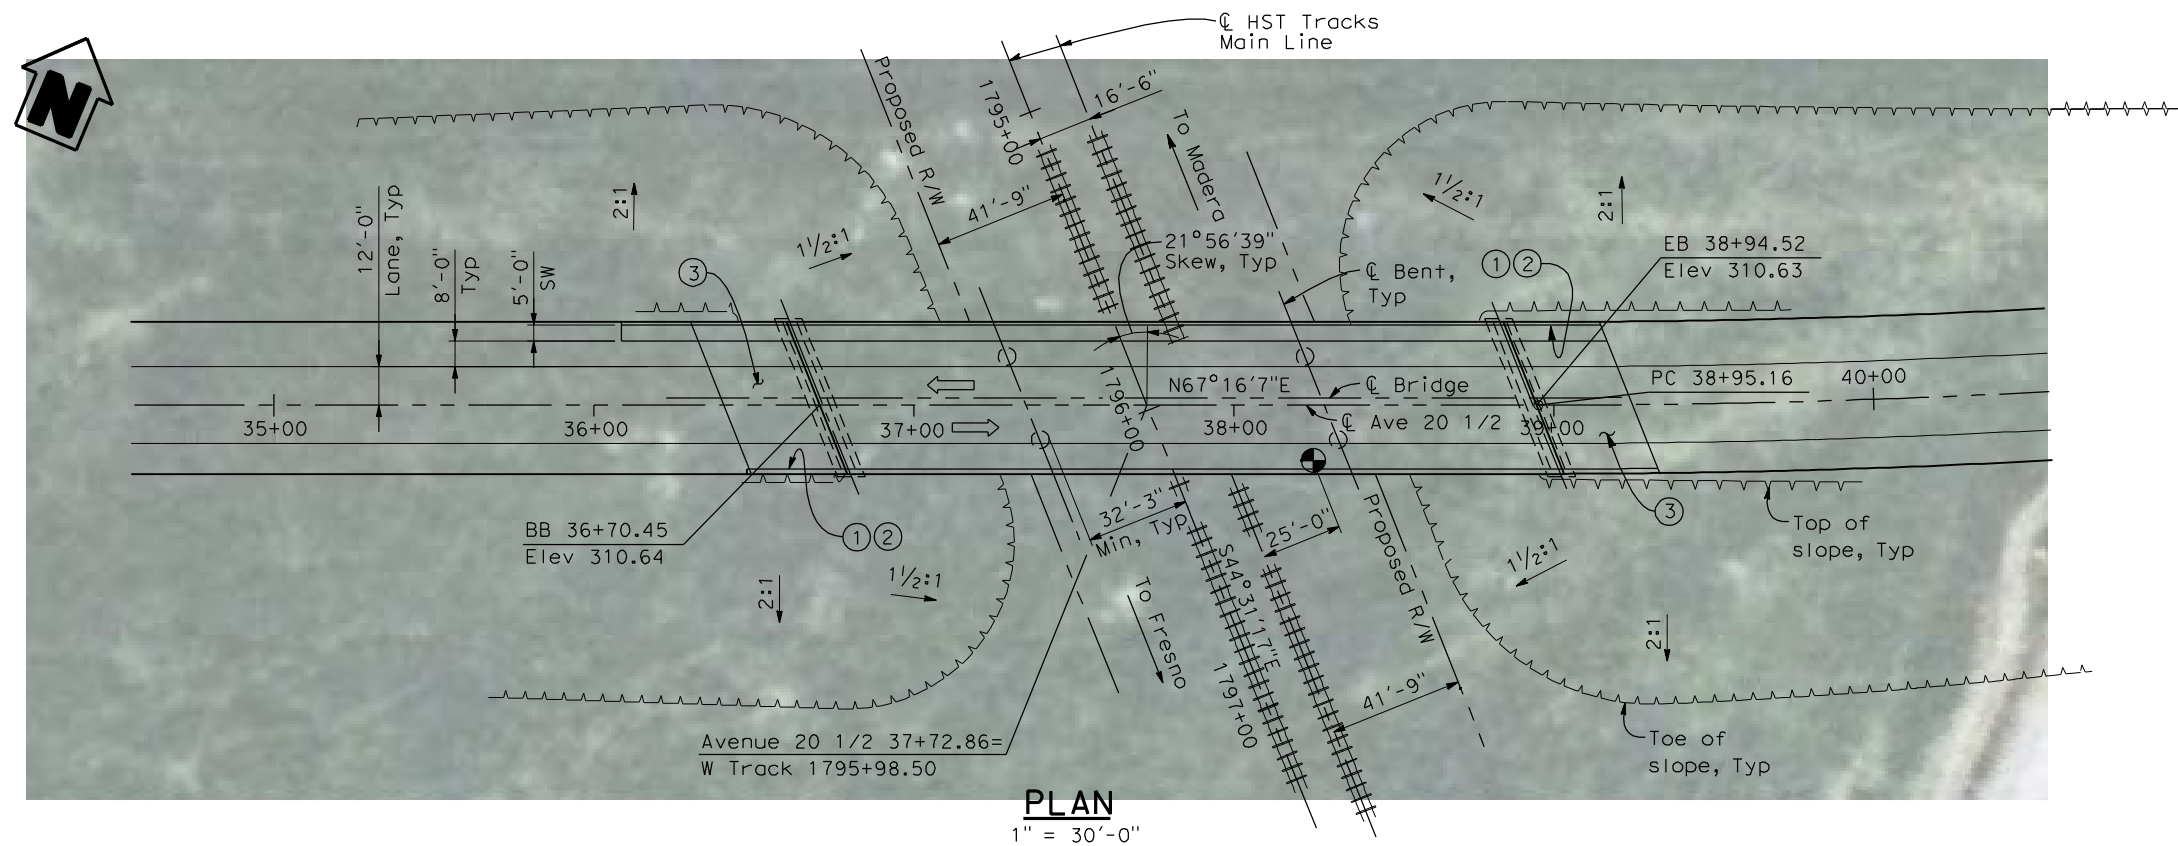 ℄ HST Tracks
Main Line
N
Proposed R/W
1795+00
16'-6"
To Madera
41'-9"
12'-0"
Lane, Typ
8'-0"
Typ
5'-0"
SW
2:1
1½:1
21°56'39"
Skew, Typ
℄ Bent,
Typ
1½:1
2:1
EB 38+94.52
Elev 310.63
3
1 2
N67°16'7"E
℄ Bridge
PC 38+95.16
40+00
35+00
36+00
37+00
1796+00
38+00
℄ Ave 20 1/2
39+00
BB 36+70.45
Elev 310.64
1 2
32'-3"
Min, Typ
25'-0"
Proposed R/W
3
Top of
slope, Typ
2:1
1½:1
To Fresno
S44°31'17"E
1797+00
1½:1
2:1
41'-9"
Avenue 20 1/2 37+72.86=
W Track 1795+98.50
Toe of
slope, Typ
PLAN
1" = 30'-0"